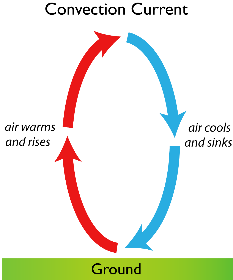 Convection Current
air warms
and rises
air cools
and sinks
Ground